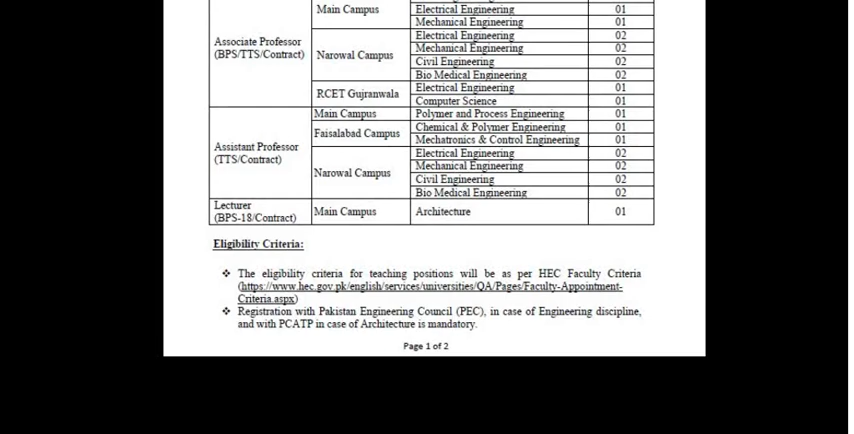 Main Campus Electrical Engineering 01
Mechanical Engineering 01
Associate Professor
(BPS/TTS/Contract)
Narowal Campus
Electrical Engineering 02
Mechanical Engineering 02
Civil Engineering 02
Bio Medical Engineering 02
RCET Gujranwala
Electrical Engineering 01
Computer Science 01
Assistant Professor
(TTS/Contract)
Main Campus Polymer and Process Engineering 01
Faisalabad Campus
Chemical & Polymer Engineering 01
Mechatronics & Control Engineering 01
Narowal Campus
Electrical Engineering 02
Mechanical Engineering 02
Civil Engineering 02
Bio Medical Engineering 02
Lecturer
(BPS-18/Contract)
Main Campus Architecture 01
Eligibility Criteria:
❖ The eligibility criteria for teaching positions will be as per HEC Faculty Criteria
(https://www.hec.gov.pk/english/services/universities/QA/Pages/Faculty-Appointment-
Criteria.aspx)
❖ Registration with Pakistan Engineering Council (PEC), in case of Engineering discipline,
and with PCATP in case of Architecture is mandatory.
Page 1 of 2